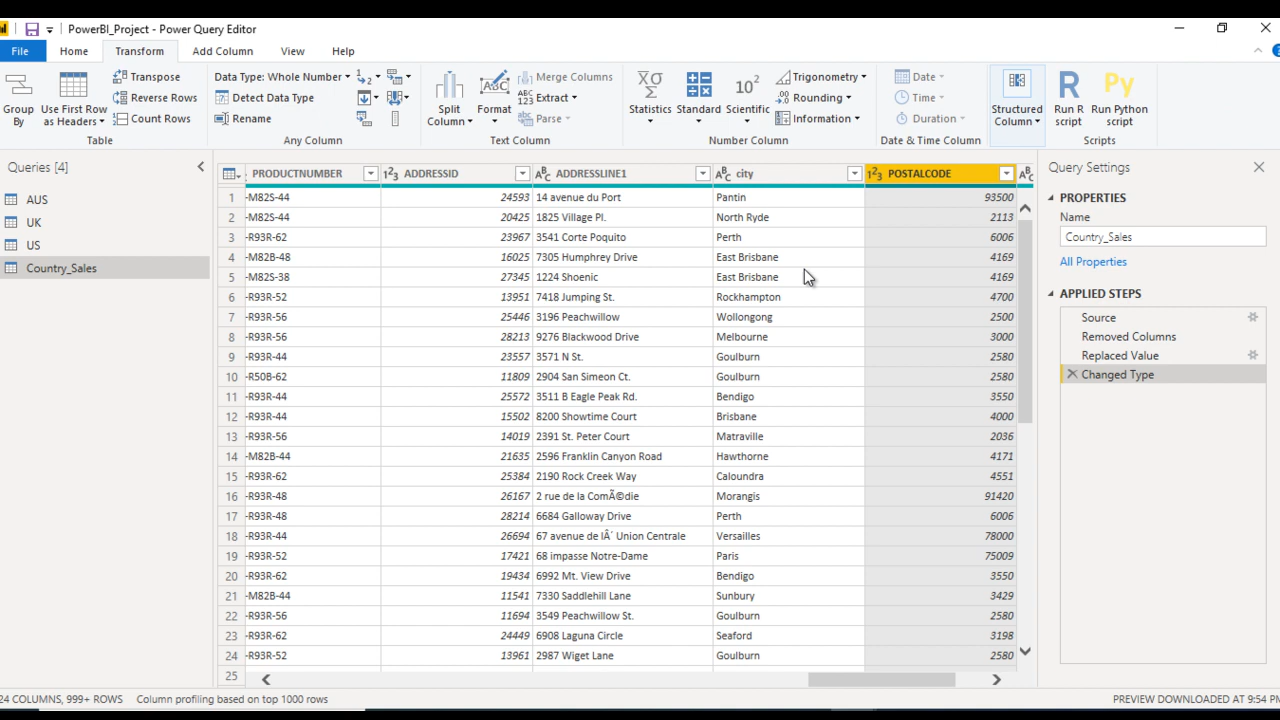 PowerBI_Project - Power Query Editor
File Home Transform Add Column View Help
Group By
Use First Row as Headers
Transpose
Reverse Rows
Count Rows
Table
Data Type: Whole Number
Detect Data Type
Rename
Any Column
Split Column
Format
Merge Columns
Extract
Parse
Text Column
Statistics
Standard
Scientific
Trigonometry
Rounding
Information
Number Column
Date
Time
Duration
Date & Time Column
Structured Column
Run R script
Run Python script
Scripts
Queries [4]
AUS
UK
US
Country_Sales
PRODUCTNUMBER ADDRESSID ADDRESSLINE1 city POSTALCODE
1 -M82S-44 24593 14 avenue du Port Pantin 93500
2 -M82S-44 20425 1825 Village Pl. North Ryde 2113
3 -R93R-62 23967 3541 Corte Poquito Perth 6006
4 -M82B-48 16025 7305 Humphrey Drive East Brisbane 4169
5 -M82S-38 27345 1224 Shoenic East Brisbane 4169
6 -R93R-52 13951 7418 Jumping St. Rockhampton 4700
7 -R93R-56 25446 3196 Peachwillow Wollongong 2500
8 -R93R-56 28213 9276 Blackwood Drive Melbourne 3000
9 -R93R-44 23557 3571 N St. Goulburn 2580
10 -R50B-62 11809 2904 San Simeon Ct. Goulburn 2580
11 -R93R-44 25572 3511 B Eagle Peak Rd. Bendigo 3550
12 -R93R-44 15502 8200 Showtime Court Brisbane 4000
13 -R93R-56 14019 2391 St. Peter Court Matraville 2036
14 -M82B-44 21635 2596 Franklin Canyon Road Hawthorne 4171
15 -R93R-62 25384 2190 Rock Creek Way Caloundra 4551
16 -R93R-48 26167 2 rue de la ComÃ©die Morangis 91420
17 -R93R-48 28214 6684 Galloway Drive Perth 6006
18 -R93R-44 26694 67 avenue de lÂ´ Union Centrale Versailles 78000
19 -R93R-52 17421 68 impasse Notre-Dame Paris 75009
20 -R93R-62 19434 6992 Mt. View Drive Bendigo 3550
21 -M82B-44 11541 7330 Saddlehill Lane Sunbury 3429
22 -R93R-56 11694 3549 Peachwillow St. Goulburn 2580
23 -R93R-62 24449 6908 Laguna Circle Seaford 3198
24 -R93R-52 13961 2987 Wiget Lane Goulburn 2580
25
Query Settings
PROPERTIES
Name
Country_Sales
All Properties
APPLIED STEPS
Source
Removed Columns
Replaced Value
Changed Type
24 COLUMNS, 999+ ROWS Column profiling based on top 1000 rows
PREVIEW DOWNLOADED AT 9:54 PM